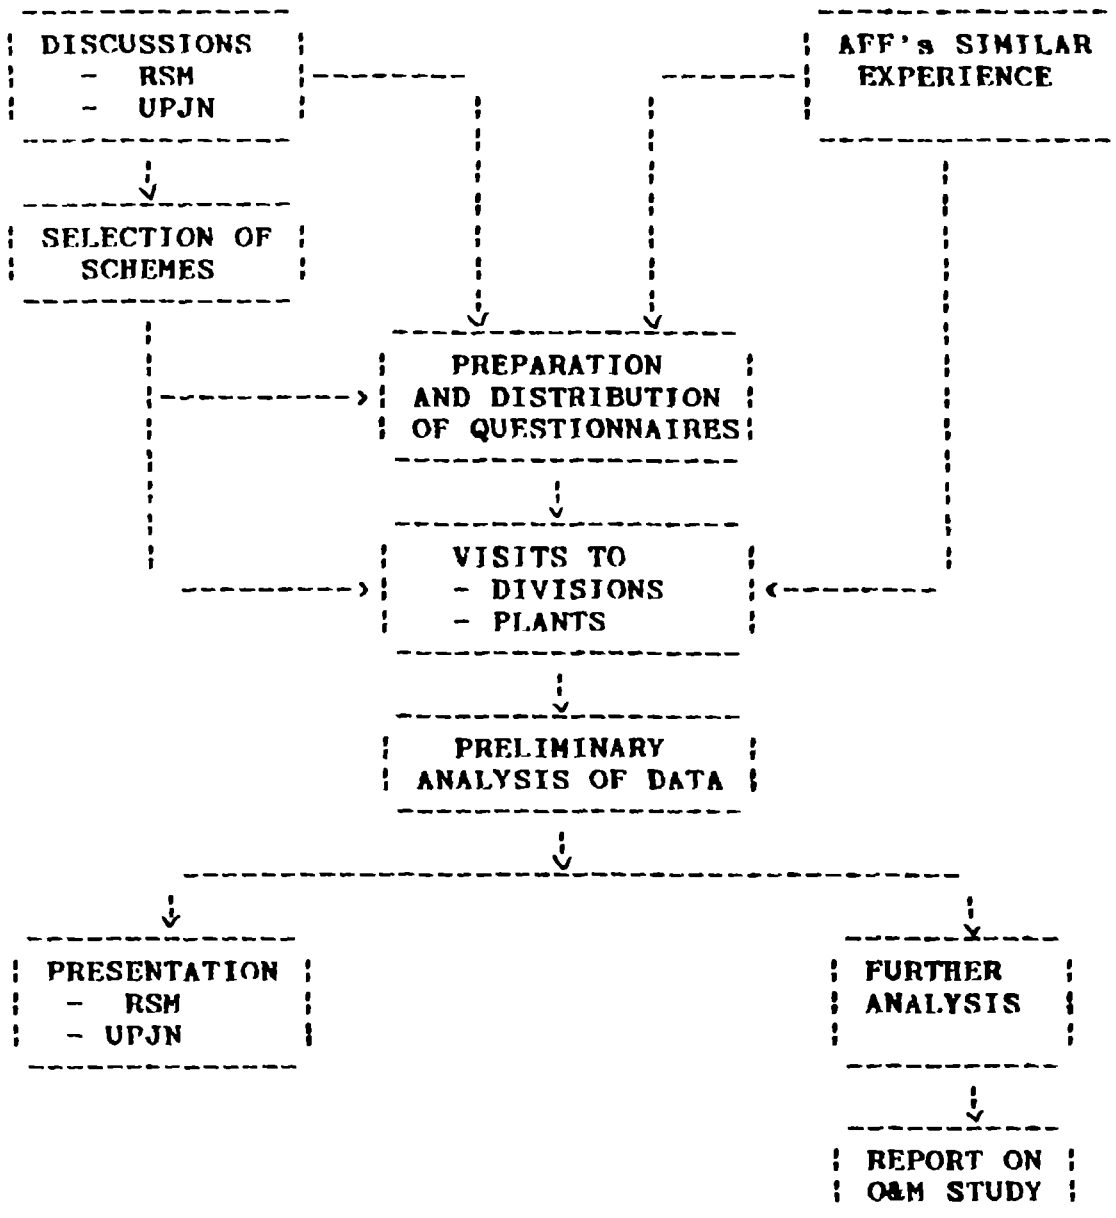 DISCUSSIONS
- RSM
- UPJN
AFF's SIMILAR
EXPERIENCE
SELECTION OF
SCHEMES
PREPARATION
AND DISTRIBUTION
OF QUESTIONNAIRES
VISITS TO
- DIVISIONS
- PLANTS
PRELIMINARY
ANALYSIS OF DATA
PRESENTATION
- RSM
- UPJN
FURTHER
ANALYSIS
REPORT ON
O&M STUDY